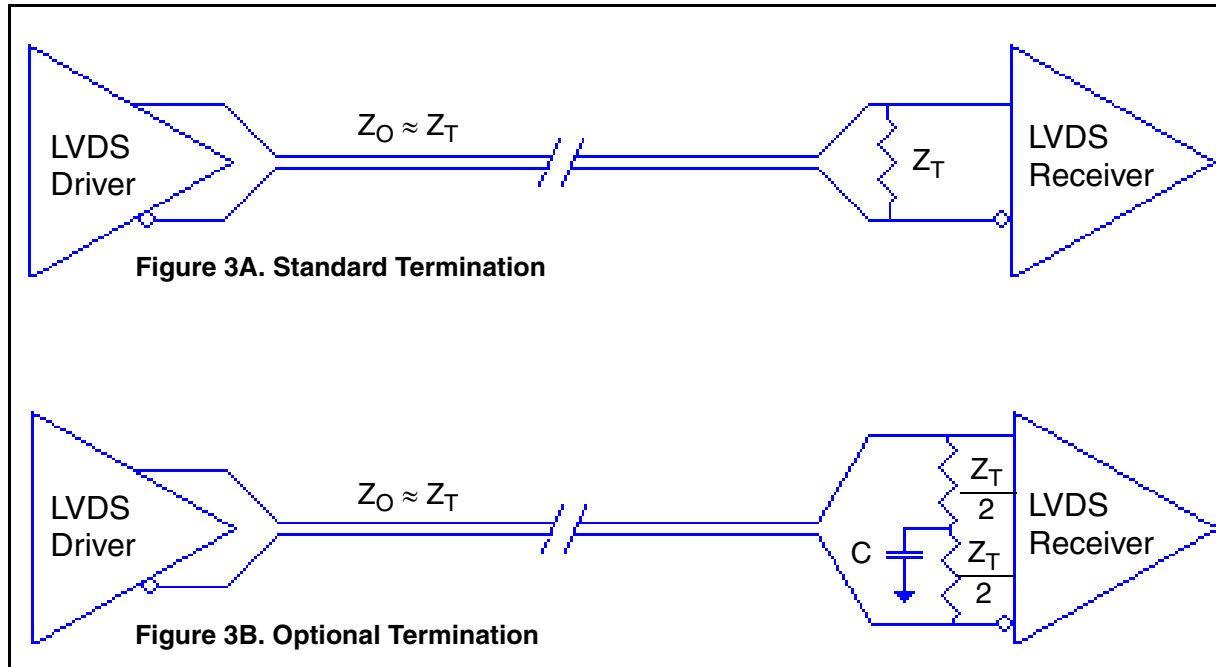 LVDS
Driver
Z_O ≈ Z_T
Z_T
LVDS
Receiver
Figure 3A. Standard Termination
LVDS
Driver
Z_O ≈ Z_T
C
Z_T
2
Z_T
2
LVDS
Receiver
Figure 3B. Optional Termination